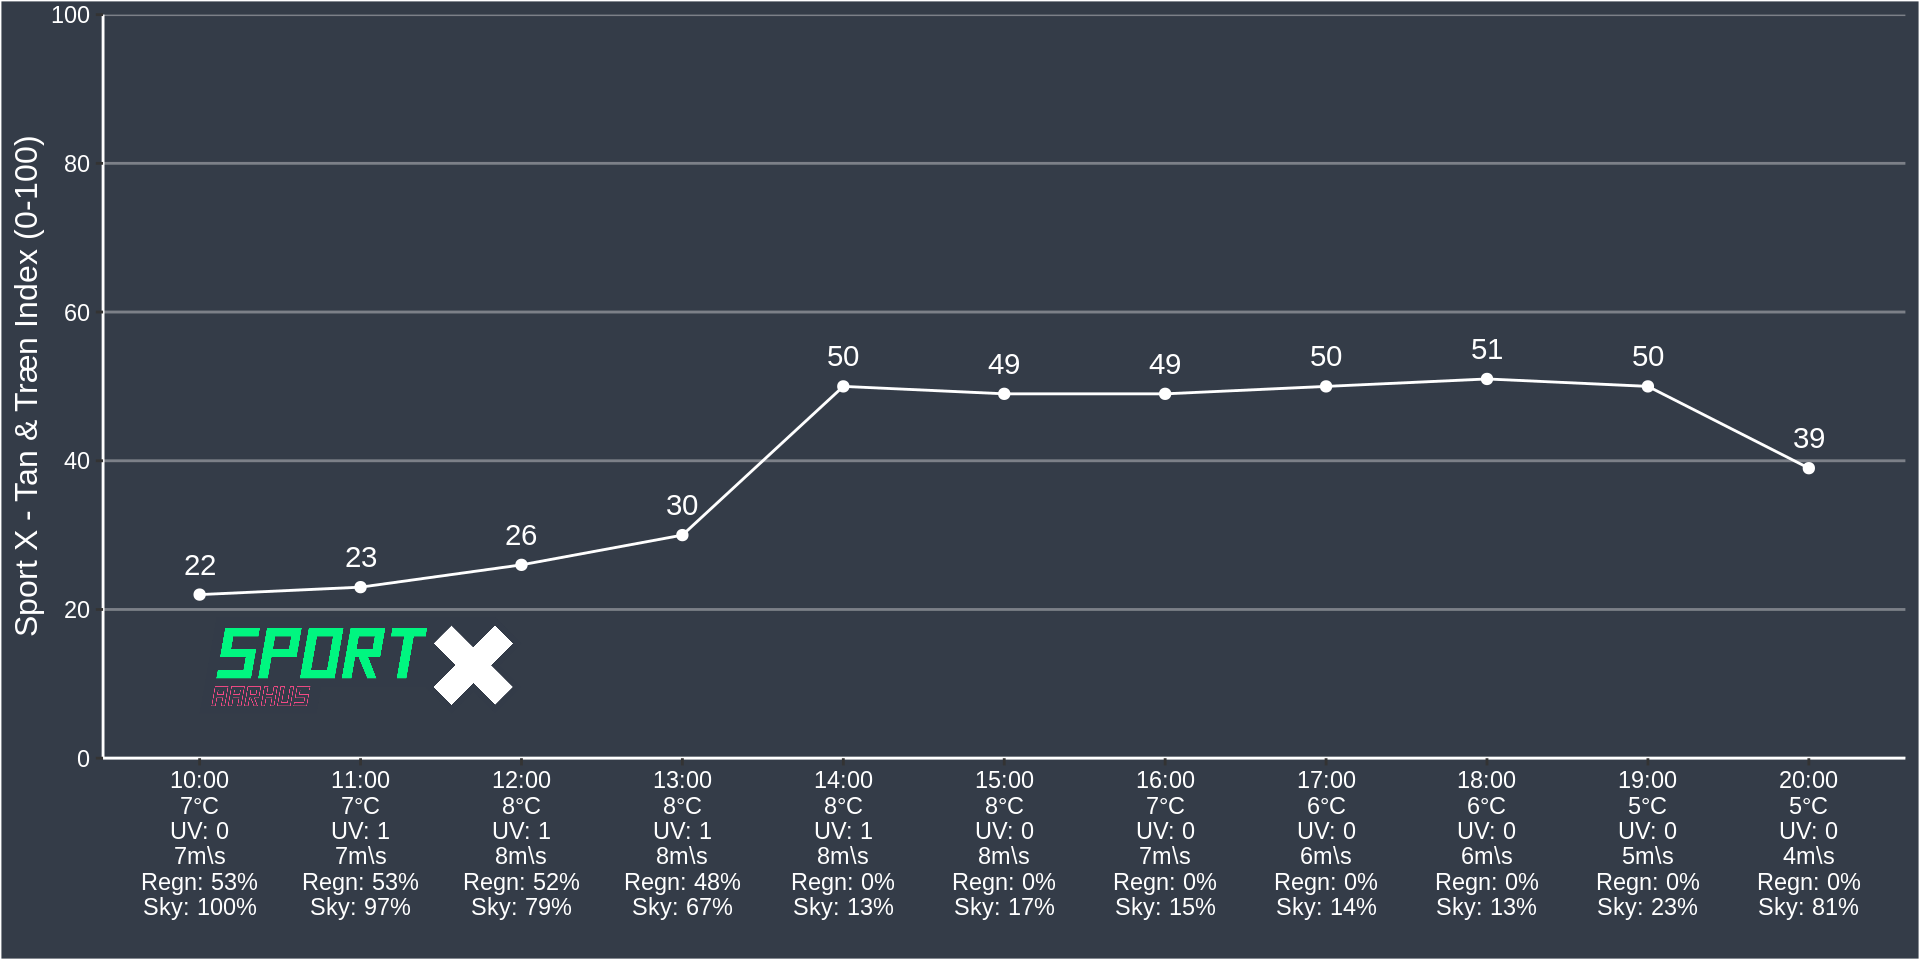 Sport X - Tan & Træn Index (0-100)
100
80
60
40
20
0
22
23
26
30
50
49
49
50
51
50
39
SPORT X
AARHUS
10:00 11:00 12:00 13:00 14:00 15:00 16:00 17:00 18:00 19:00 20:00
7°C 7°C 8°C 8°C 8°C 8°C 7°C 6°C 6°C 5°C 5°C
UV: 0 UV: 1 UV: 1 UV: 1 UV: 1 UV: 0 UV: 0 UV: 0 UV: 0 UV: 0 UV: 0
7m\s 7m\s 8m\s 8m\s 8m\s 8m\s 7m\s 6m\s 6m\s 5m\s 4m\s
Regn: 53% Regn: 53% Regn: 52% Regn: 48% Regn: 0% Regn: 0% Regn: 0% Regn: 0% Regn: 0% Regn: 0% Regn: 0%
Sky: 100% Sky: 97% Sky: 79% Sky: 67% Sky: 13% Sky: 17% Sky: 15% Sky: 14% Sky: 13% Sky: 23% Sky: 81%